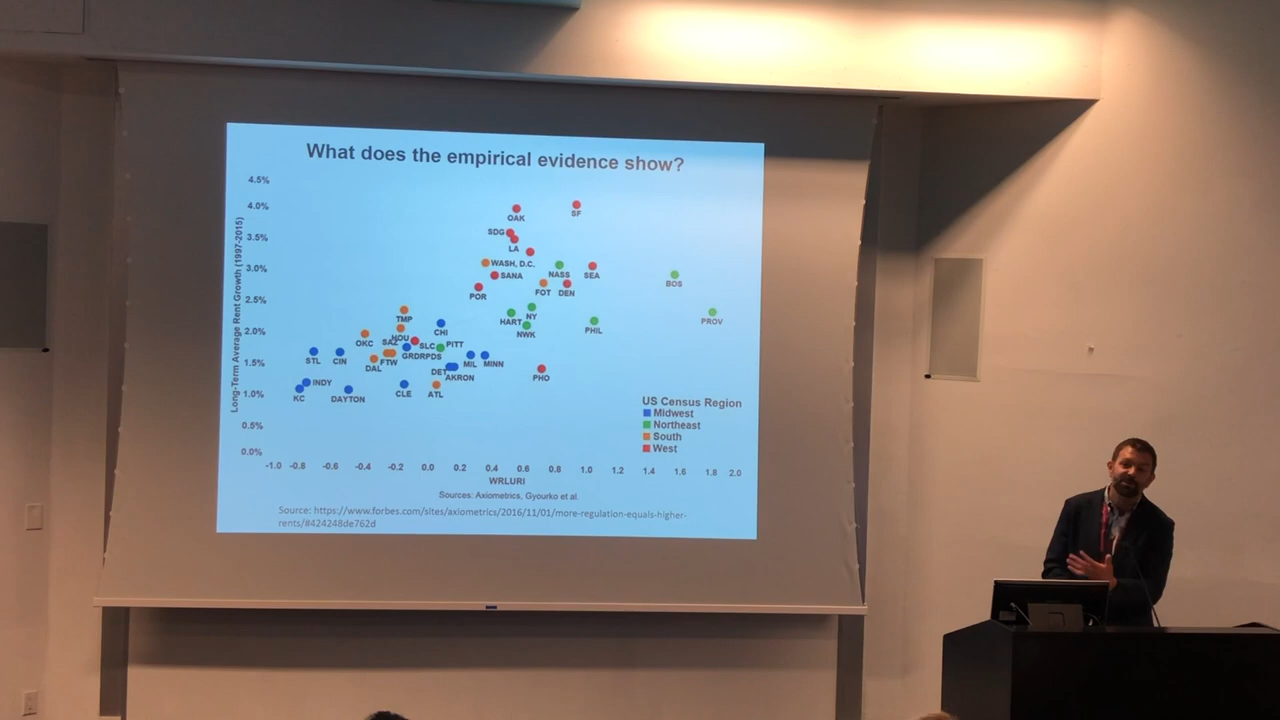 What does the empirical evidence show?
Long-Term Average Rent Growth (1997-2015)
4.5%
4.0%
3.5%
3.0%
2.5%
2.0%
1.5%
1.0%
0.5%
0.0%
OAK
SF
SDG
LA
WASH, D.C.
SANA
NASS
SEA
BOS
POR
FOT
DEN
TMP
HART
NY
NWK
PHIL
PROV
OKC
HOU
SAZ
SLC
CHI
PITT
STL
CIN
DAL
FTW
GRDRPDS
DET
AKRON
MIL
MINN
PHO
KC
INDY
DAYTON
CLE
ATL
US Census Region
Midwest
Northeast
South
West
-1.0 -0.8 -0.6 -0.4 -0.2 0.0 0.2 0.4 0.6 0.8 1.0 1.2 1.4 1.6 1.8 2.0
WRLURI
Sources: Axiometrics, Gyourko et al.
Source: https://www.forbes.com/sites/axiometrics/2016/11/01/more-regulation-equals-higher-
rents/#424248de762d